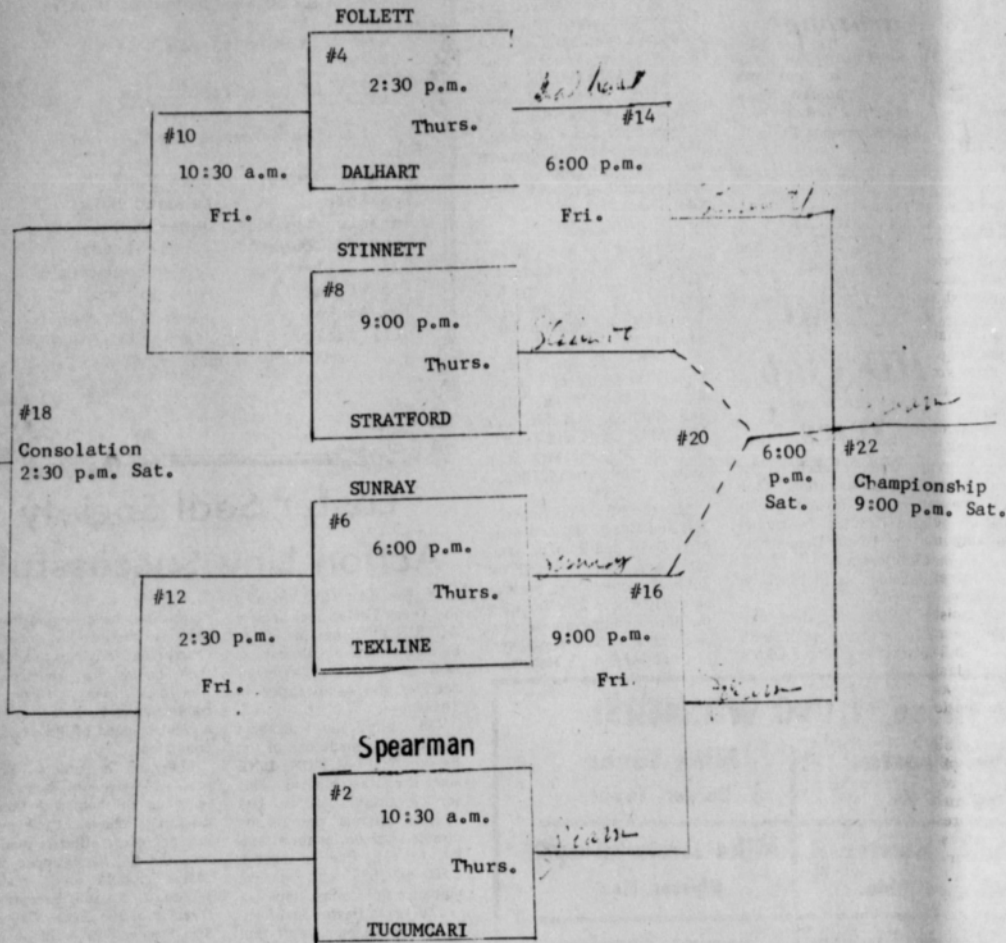 FOLLETT
#4
2:30 p.m.
Thurs.
DALHART
Dalhart
#14
6:00 p.m.
Fri.
#10
10:30 a.m.
Fri.
STINNETT
#8
9:00 p.m.
Thurs.
STRATFORD
Stinnett
#18
Consolation
2:30 p.m. Sat.
#20
6:00
p.m.
Sat.
#22
Championship
9:00 p.m. Sat.
SUNRAY
#6
6:00 p.m.
Thurs.
TEXLINE
Sunray
#16
9:00 p.m.
Fri
#12
2:30 p.m.
Fri.
Spearman
#2
10:30 a.m.
Thurs.
TUCUMCARI